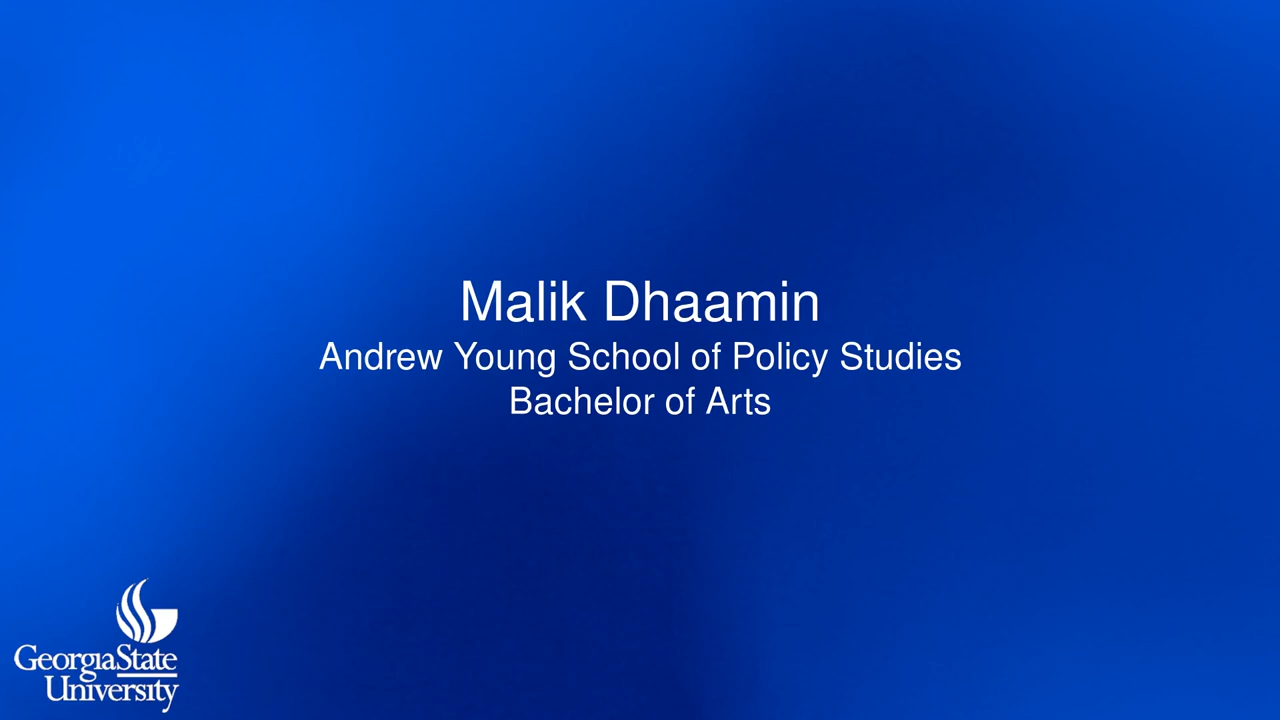 Malik Dhaamin
Andrew Young School of Policy Studies
Bachelor of Arts
GeorgiaState
University